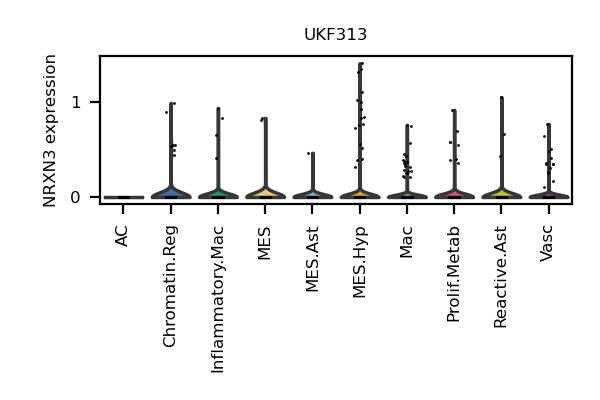 UKF313
NRXN3 expression
1
0
AC
Chromatin.Reg
Inflammatory.Mac
MES
MES.Ast
MES.Hyp
Mac
Prolif.Metab
Reactive.Ast
Vasc